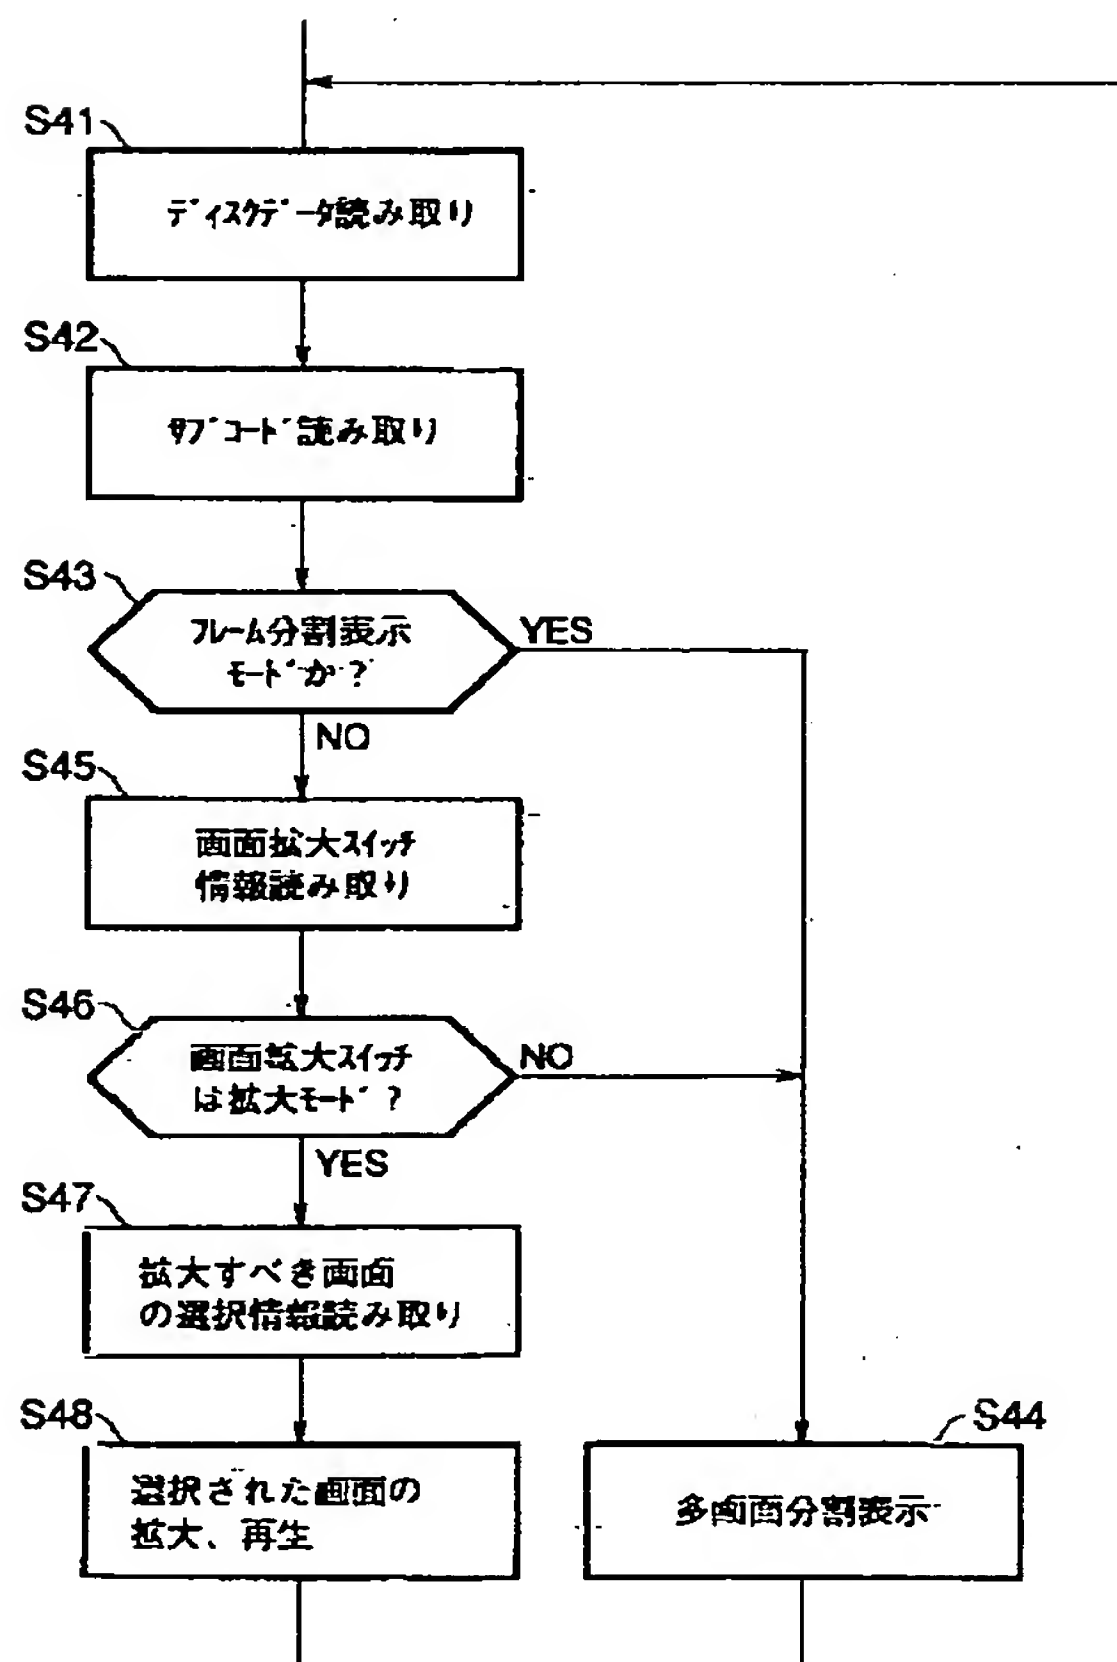 S41
ディスクデータ読み取り
S42
サブコード読み取り
S43
フレーム分割表示
モードか?
YES
NO
S45
画面拡大スイッチ
情報読み取り
S46
画面拡大スイッチ
は拡大モード?
NO
YES
S47
拡大すべき画面
の選択情報読み取り
S48
選択された画面の
拡大、再生
S44
多画面分割表示